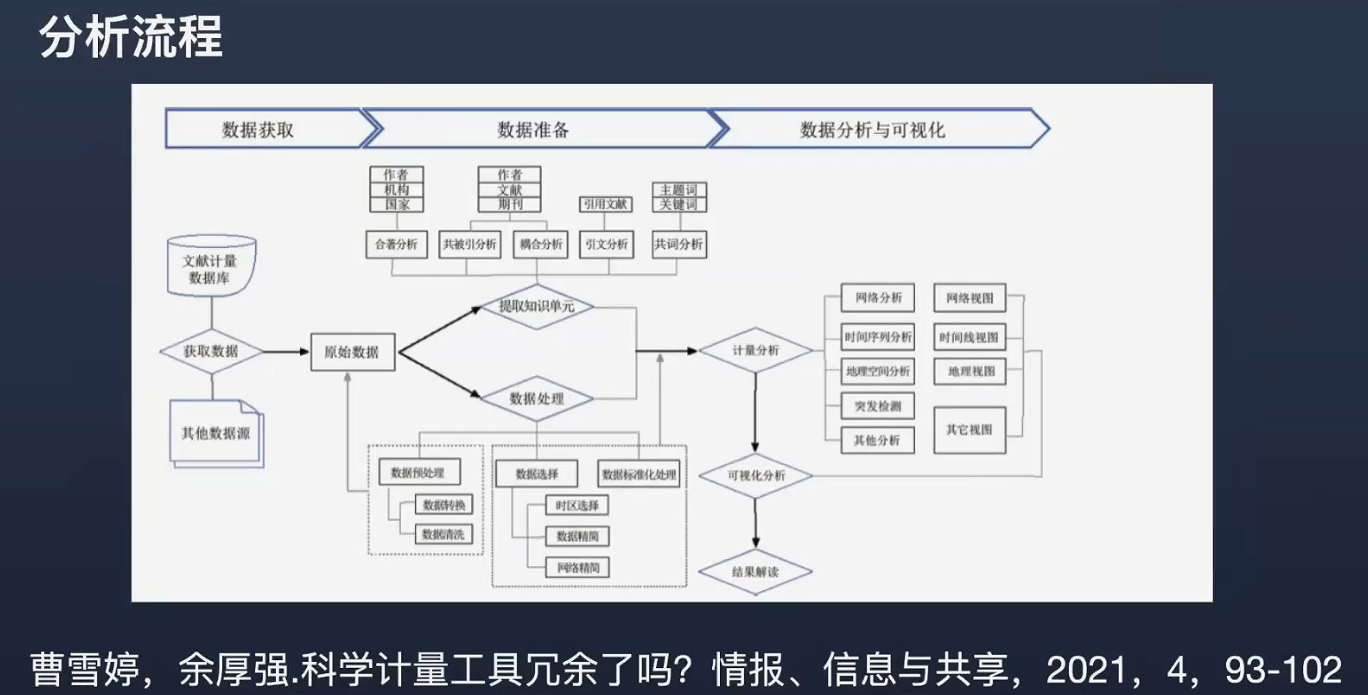 分析流程
数据获取
数据准备
数据分析与可视化
作者
机构
国家
作者
文献
期刊
引用文献
主题词
关键词
合著分析
共被引分析
耦合分析
引文分析
共词分析
文献计量
数据库
获取数据
其他数据源
原始数据
提取知识单元
数据处理
数据预处理
数据转换
数据清洗
数据选择
时区选择
数据精简
网络精简
数据标准化处理
计量分析
可视化分析
结果解读
网络分析
时间序列分析
地理空间分析
突发检测
其他分析
网络视图
时间线视图
地理视图
其它视图
曹雪婷，余厚强.科学计量工具冗余了吗？情报、信息与共享，2021，4，93-102